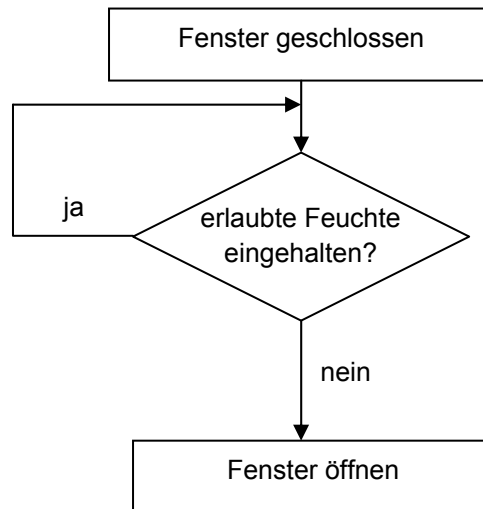 Fenster geschlossen
ja
erlaubte Feuchte
eingehalten?
nein
Fenster öffnen